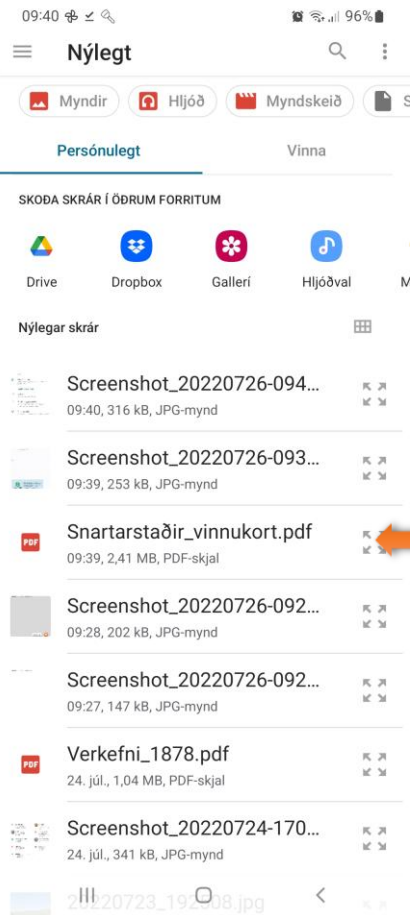 09:40 96%
Nýlegt
Myndir Hljóð Myndskeið S
Persónulegt Vinna
SKOÐA SKRÁR Í ÖÐRUM FORRITUM
Drive Dropbox Gallerí Hljóðval M
Nýlegar skrár
Screenshot_20220726-094...
09:40, 316 kB, JPG-mynd
Screenshot_20220726-093...
09:39, 253 kB, JPG-mynd
PDF
Snartarstaðir_vinnukort.pdf
09:39, 2,41 MB, PDF-skjal
Screenshot_20220726-092...
09:28, 202 kB, JPG-mynd
Screenshot_20220726-092...
09:27, 147 kB, JPG-mynd
PDF
Verkefni_1878.pdf
24. júl., 1,04 MB, PDF-skjal
Screenshot_20220724-170...
24. júl., 341 kB, JPG-mynd